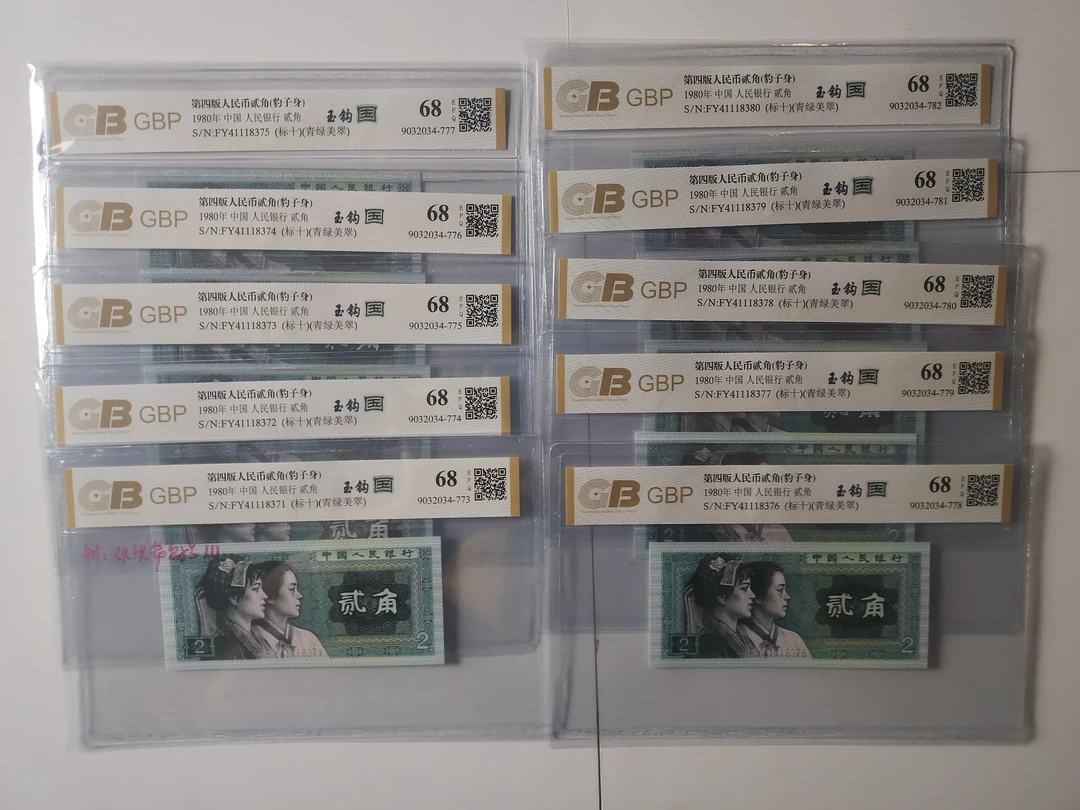 GB GBP
第四版人民币贰角(豹子身)
1980年 中国 人民银行 贰角
S/N:FY41118375 (标十)(青绿美翠)
玉钩国
68
EPQ
9032034-777
GB GBP
第四版人民币贰角(豹子身)
1980年 中国 人民银行 贰角
S/N:FY41118374 (标十)(青绿美翠)
玉钩国
68
EPQ
9032034-776
GB GBP
第四版人民币贰角(豹子身)
1980年 中国 人民银行 贰角
S/N:FY41118373 (标十)(青绿美翠)
玉钩国
68
EPQ
9032034-775
GB GBP
第四版人民币贰角(豹子身)
1980年 中国 人民银行 贰角
S/N:FY41118372 (标十)(青绿美翠)
玉钩国
68
EPQ
9032034-774
GB GBP
第四版人民币贰角(豹子身)
1980年 中国 人民银行 贰角
S/N:FY41118371 (标十)(青绿美翠)
玉钩国
68
EPQ
9032034-773
中国人民银行
贰角
2
2
GB GBP
第四版人民币贰角(豹子身)
1980年 中国 人民银行 贰角
S/N:FY41118380 (标十)(青绿美翠)
玉钩国
68
EPQ
9032034-782
GB GBP
第四版人民币贰角(豹子身)
1980年 中国 人民银行 贰角
S/N:FY41118379 (标十)(青绿美翠)
玉钩国
68
EPQ
9032034-781
GB GBP
第四版人民币贰角(豹子身)
1980年 中国 人民银行 贰角
S/N:FY41118378 (标十)(青绿美翠)
玉钩国
68
EPQ
9032034-780
GB GBP
第四版人民币贰角(豹子身)
1980年 中国 人民银行 贰角
S/N:FY41118377 (标十)(青绿美翠)
玉钩国
68
EPQ
9032034-779
GB GBP
第四版人民币贰角(豹子身)
1980年 中国 人民银行 贰角
S/N:FY41118376 (标十)(青绿美翠)
玉钩国
68
EPQ
9032034-778
中国人民银行
贰角
2
2